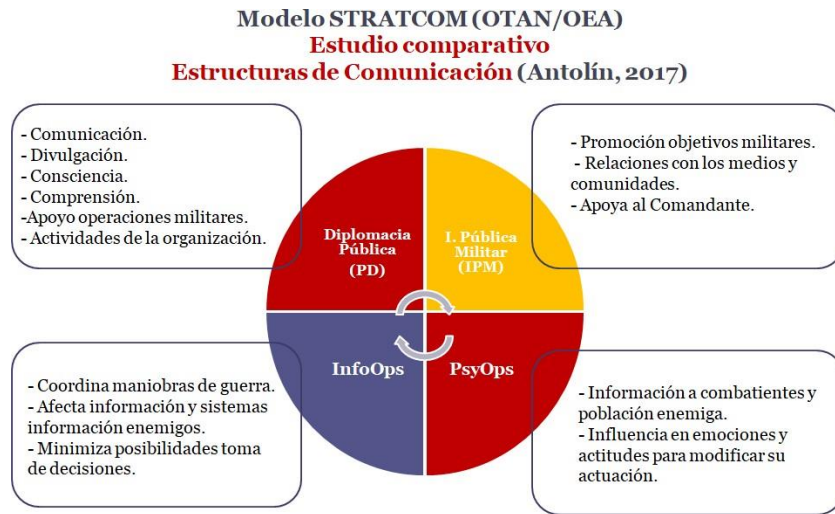 Modelo STRATCOM (OTAN/OEA)
Estudio comparativo
Estructuras de Comunicación (Antolín, 2017)
- Comunicación.
- Divulgación.
- Consciencia.
- Comprensión.
-Apoyo operaciones militares.
- Actividades de la organización.
- Promoción objetivos militares.
- Relaciones con los medios y
comunidades.
- Apoya al Comandante.
Diplomacia
Pública
(PD)
I. Pública
Militar
(IPM)
InfoOps
PsyOps
- Coordina maniobras de guerra.
- Afecta información y sistemas
información enemigos.
- Minimiza posibilidades toma
de decisiones.
- Información a combatientes y
población enemiga.
- Influencia en emociones y
actitudes para modificar su
actuación.